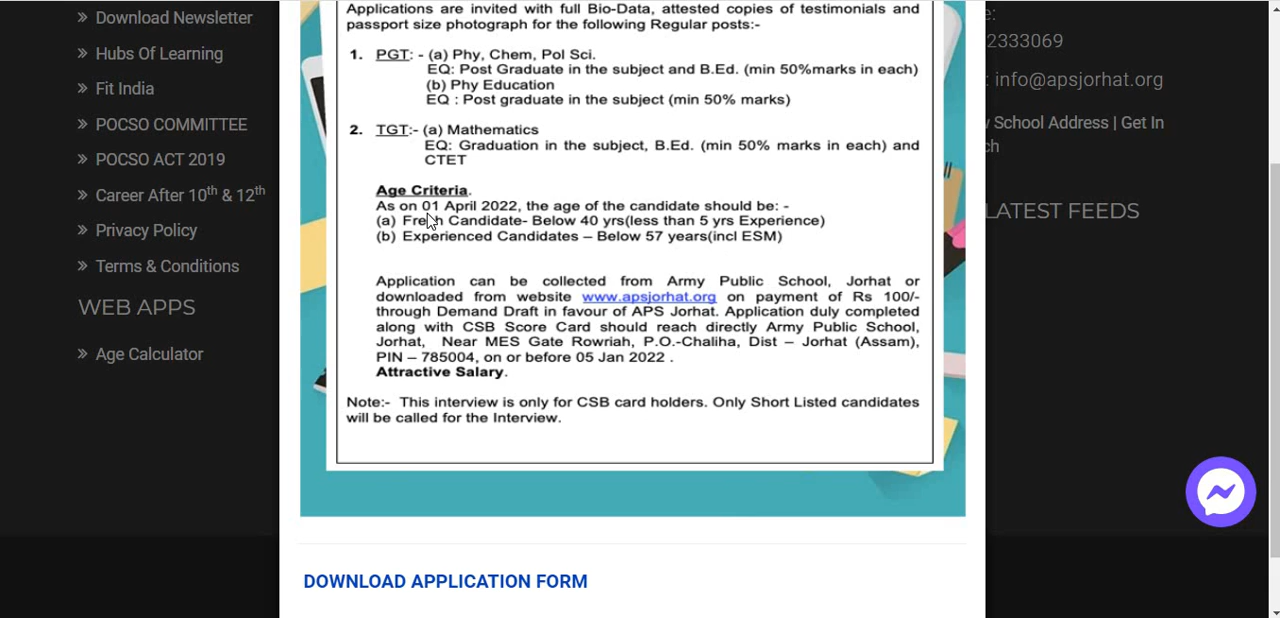 Download Newsletter
Hubs Of Learning
Fit India
POCSO COMMITTEE
POCSO ACT 2019
Career After 10th & 12th
Privacy Policy
Terms & Conditions
WEB APPS
Age Calculator
Applications are invited with full Bio-Data, attested copies of testimonials and
passport size photograph for the following Regular posts:-
1. PGT: - (a) Phy, Chem, Pol Sci.
EQ: Post Graduate in the subject and B.Ed. (min 50%marks in each)
(b) Phy Education
EQ : Post graduate in the subject (min 50% marks)
2. TGT:- (a) Mathematics
EQ: Graduation in the subject, B.Ed. (min 50% marks in each) and
CTET
Age Criteria.
As on 01 April 2022, the age of the candidate should be: -
(a) Fresh Candidate- Below 40 yrs(less than 5 yrs Experience)
(b) Experienced Candidates – Below 57 years(incl ESM)
Application can be collected from Army Public School, Jorhat or
downloaded from website www.apsjorhat.org on payment of Rs 100/-
through Demand Draft in favour of APS Jorhat. Application duly completed
along with CSB Score Card should reach directly Army Public School,
Jorhat, Near MES Gate Rowriah, P.O.-Chaliha, Dist – Jorhat (Assam),
PIN – 785004, on or before 05 Jan 2022 .
Attractive Salary.
Note:- This interview is only for CSB card holders. Only Short Listed candidates
will be called for the Interview.
DOWNLOAD APPLICATION FORM
e:
2333069
: info@apsjorhat.org
School Address | Get In
ch
LATEST FEEDS